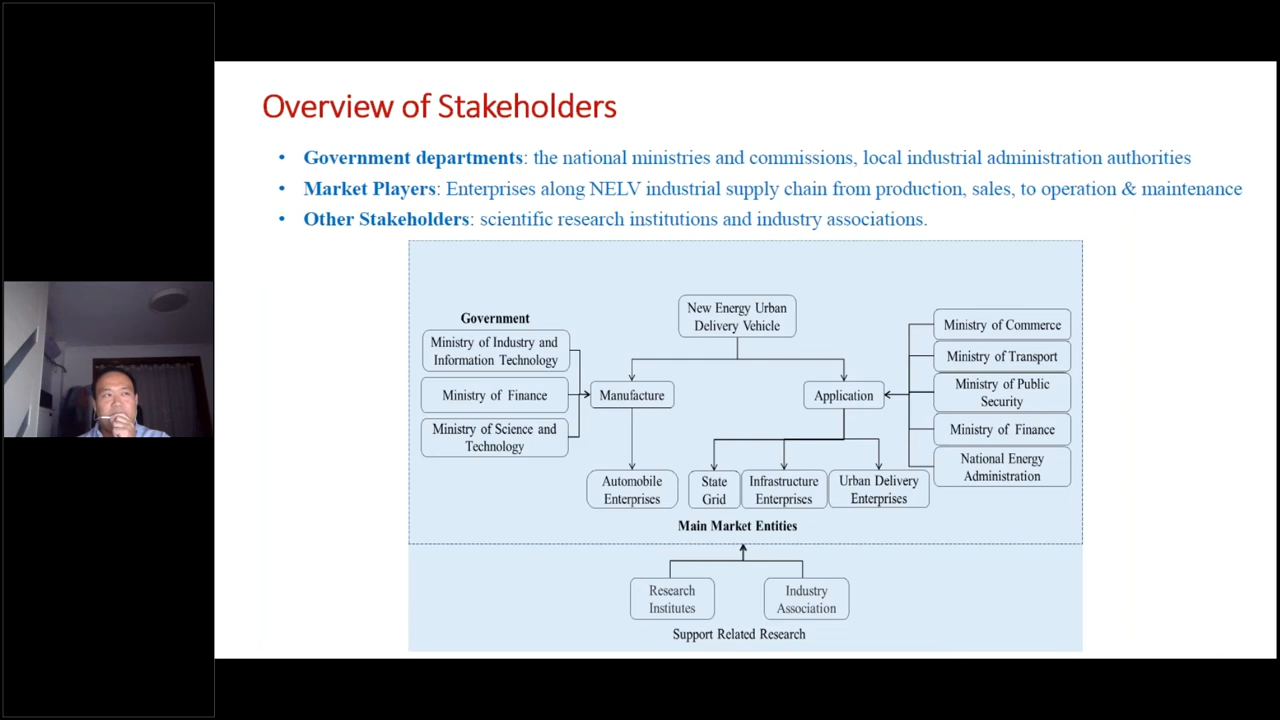 Overview of Stakeholders
• Government departments: the national ministries and commissions, local industrial administration authorities
• Market Players: Enterprises along NELV industrial supply chain from production, sales, to operation & maintenance
• Other Stakeholders: scientific research institutions and industry associations.
New Energy Urban
Delivery Vehicle
Government
Ministry of Industry and
Information Technology
Ministry of Finance
Ministry of Science and
Technology
Manufacture
Application
Ministry of Commerce
Ministry of Transport
Ministry of Public
Security
Ministry of Finance
National Energy
Administration
Automobile
Enterprises
State
Grid
Infrastructure
Enterprises
Urban Delivery
Enterprises
Main Market Entities
Research
Institutes
Industry
Association
Support Related Research